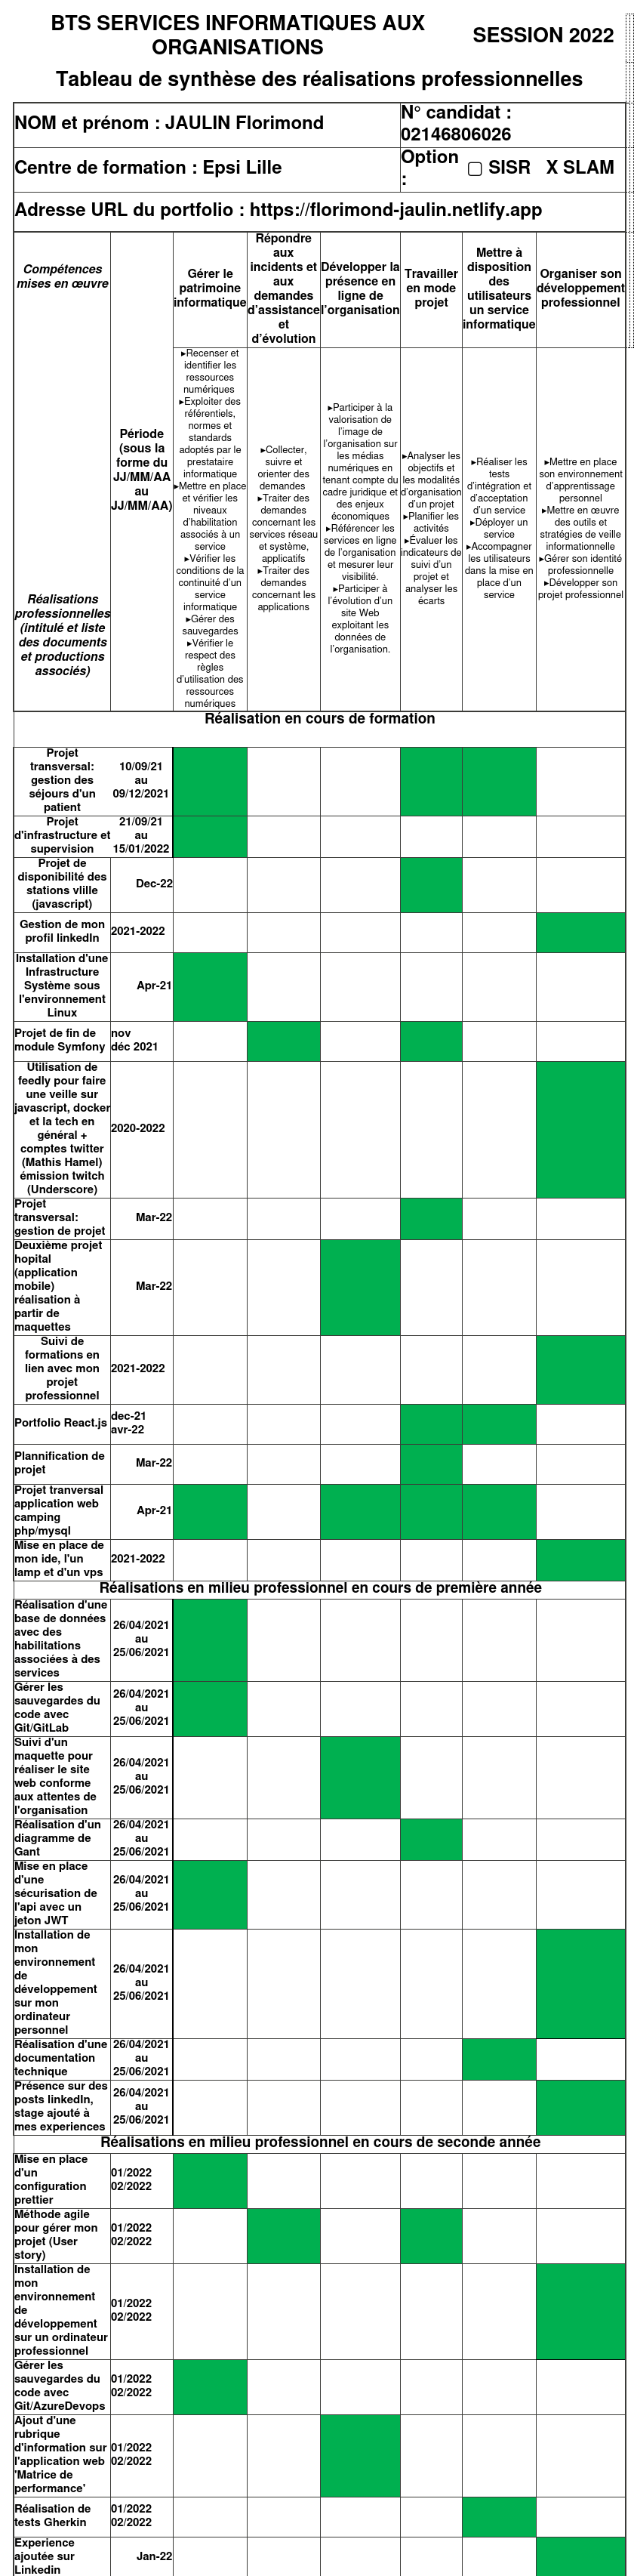 BTS SERVICES INFORMATIQUES AUX
ORGANISATIONS
SESSION 2022
Tableau de synthèse des réalisations professionnelles
NOM et prénom : JAULIN Florimond
N° candidat :
02146806026
Centre de formation : Epsi Lille
Option
:
▢ SISR X SLAM
Adresse URL du portfolio : https://florimond-jaulin.netlify.app
Compétences
mises en œuvre
Réalisations
professionnelles
(intitulé et liste
des documents
et productions
associés)
Période
(sous la
forme du
JJ/MM/AA
au
JJ/MM/AA)
Gérer le
patrimoine
informatique
Répondre
aux
incidents et
aux
demandes
d’assistance
et
d’évolution
Développer la
présence en
ligne de
l’organisation
Travailler
en mode
projet
Mettre à
disposition
des
utilisateurs
un service
informatique
Organiser son
développement
professionnel
▸Recenser et
identifier les
ressources
numériques
▸Exploiter des
référentiels,
normes et
standards
adoptés par le
prestataire
informatique
▸Mettre en place
et vérifier les
niveaux
d’habilitation
associés à un
service
▸Vérifier les
conditions de la
continuité d’un
service
informatique
▸Gérer des
sauvegardes
▸Vérifier le
respect des
règles
d’utilisation des
ressources
numériques
▸Collecter,
suivre et
orienter des
demandes
▸Traiter des
demandes
concernant les
services réseau
et système,
applicatifs
▸Traiter des
demandes
concernant les
applications
▸Participer à la
valorisation de
l’image de
l’organisation sur
les médias
numériques en
tenant compte du
cadre juridique et
des enjeux
économiques
▸Référencer les
services en ligne
de l’organisation
et mesurer leur
visibilité.
▸Participer à
l’évolution d’un
site Web
exploitant les
données de
l’organisation.
▸Analyser les
objectifs et
les modalités
d’organisation
d’un projet
▸Planifier les
activités
▸Évaluer les
indicateurs de
suivi d’un
projet et
analyser les
écarts
▸Réaliser les
tests
d’intégration et
d’acceptation
d’un service
▸Déployer un
service
▸Accompagner
les utilisateurs
dans la mise en
place d’un
service
▸Mettre en place
son environnement
d’apprentissage
personnel
▸Mettre en œuvre
des outils et
stratégies de veille
informationnelle
▸Gérer son identité
professionnelle
▸Développer son
projet professionnel
Réalisation en cours de formation
Projet
transversal:
gestion des
séjours d'un
patient
10/09/21
au
09/12/2021
Projet
d'infrastructure et
supervision
21/09/21
au
15/01/2022
Projet de
disponibilité des
stations vlille
(javascript)
Dec-22
Gestion de mon
profil linkedIn
2021-2022
Installation d'une
Infrastructure
Système sous
l'environnement
Linux
Apr-21
Projet de fin de
module Symfony
nov
déc 2021
Utilisation de
feedly pour faire
une veille sur
javascript, docker
et la tech en
général +
comptes twitter
(Mathis Hamel)
émission twitch
(Underscore)
2020-2022
Projet
transversal:
gestion de projet
Mar-22
Deuxième projet
hopital
(application
mobile)
réalisation à
partir de
maquettes
Mar-22
Suivi de
formations en
lien avec mon
projet
professionnel
2021-2022
Portfolio React.js
dec-21
avr-22
Plannification de
projet
Mar-22
Projet tranversal
application web
camping
php/mysql
Apr-21
Mise en place de
mon ide, l'un
lamp et d'un vps
2021-2022
Réalisations en milieu professionnel en cours de première année
Réalisation d'une
base de données
avec des
habilitations
associées à des
services
26/04/2021
au
25/06/2021
Gérer les
sauvegardes du
code avec
Git/GitLab
26/04/2021
au
25/06/2021
Suivi d'un
maquette pour
réaliser le site
web conforme
aux attentes de
l'organisation
26/04/2021
au
25/06/2021
Réalisation d'un
diagramme de
Gant
26/04/2021
au
25/06/2021
Mise en place
d'une
sécurisation de
l'api avec un
jeton JWT
26/04/2021
au
25/06/2021
Installation de
mon
environnement
de
développement
sur mon
ordinateur
personnel
26/04/2021
au
25/06/2021
Réalisation d'une
documentation
technique
26/04/2021
au
25/06/2021
Présence sur des
posts linkedIn,
stage ajouté à
mes experiences
26/04/2021
au
25/06/2021
Réalisations en milieu professionnel en cours de seconde année
Mise en place
d'un
configuration
prettier
01/2022
02/2022
Méthode agile
pour gérer mon
projet (User
story)
01/2022
02/2022
Installation de
mon
environnement
de
développement
sur un ordinateur
professionnel
01/2022
02/2022
Gérer les
sauvegardes du
code avec
Git/AzureDevops
01/2022
02/2022
Ajout d'une
rubrique
d'information sur
l'application web
'Matrice de
performance'
01/2022
02/2022
Réalisation de
tests Gherkin
01/2022
02/2022
Experience
ajoutée sur
Linkedin
Jan-22